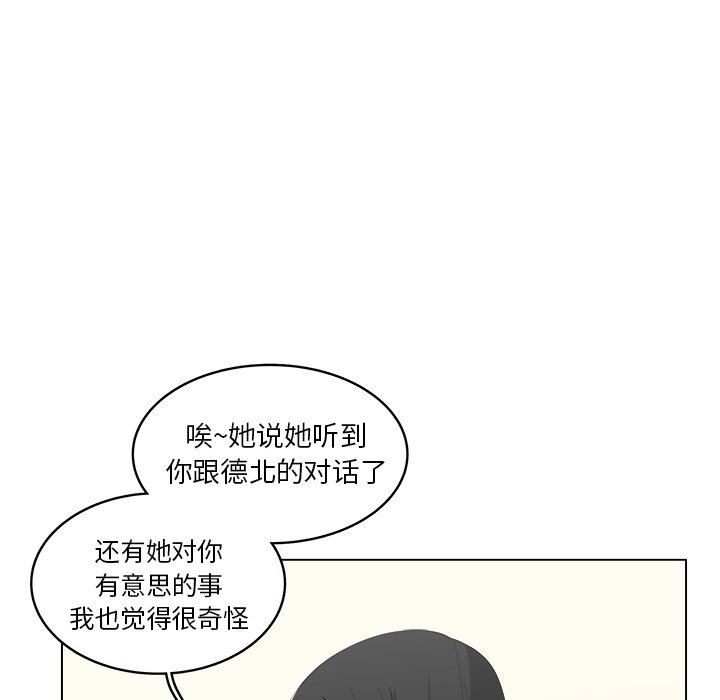 唉~她说她听到
你跟德北的对话了
还有她对你
有意思的事
我也觉得很奇怪